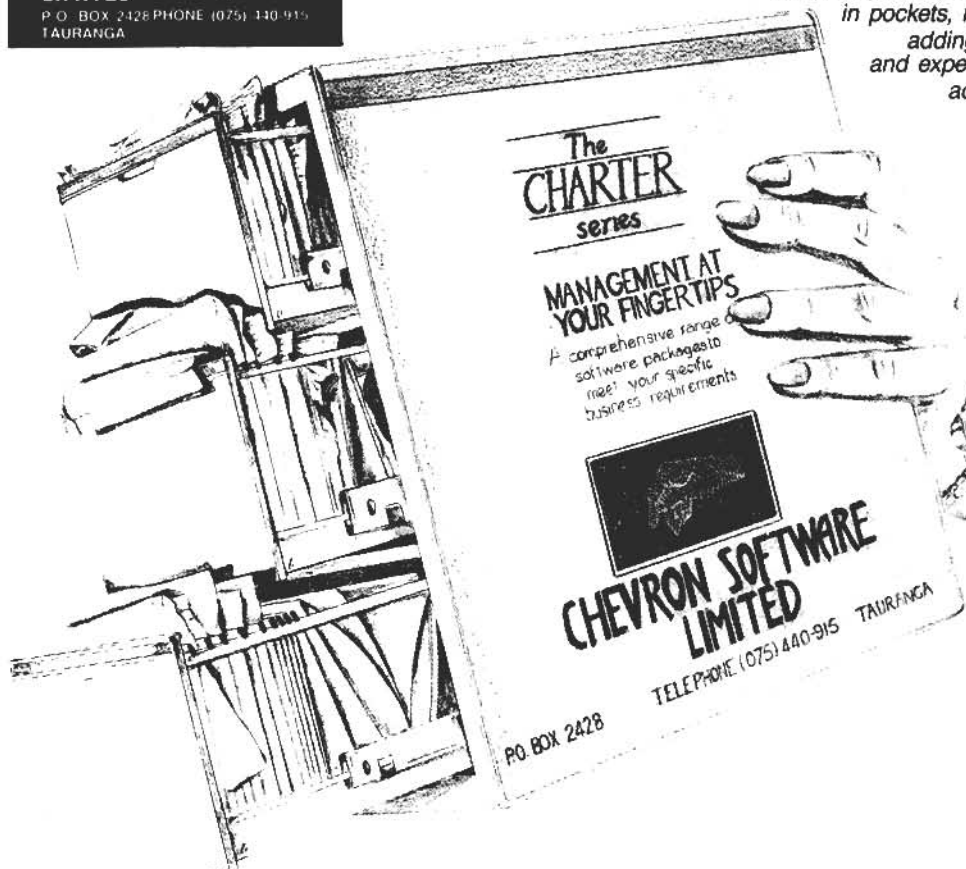 LIMITED
P.O. BOX 2428 PHONE (075) 440-915
TAURANGA
in pockets,
adding
and expe
ac
The
CHARTER
series
MANAGEMENT AT
YOUR FINGERTIPS
A comprehensive range
software packages to
meet your specific
business requirements
CHEVRON SOFTWARE
LIMITED
TELEPHONE (075) 440-915 TAURANGA
P.O. BOX 2428